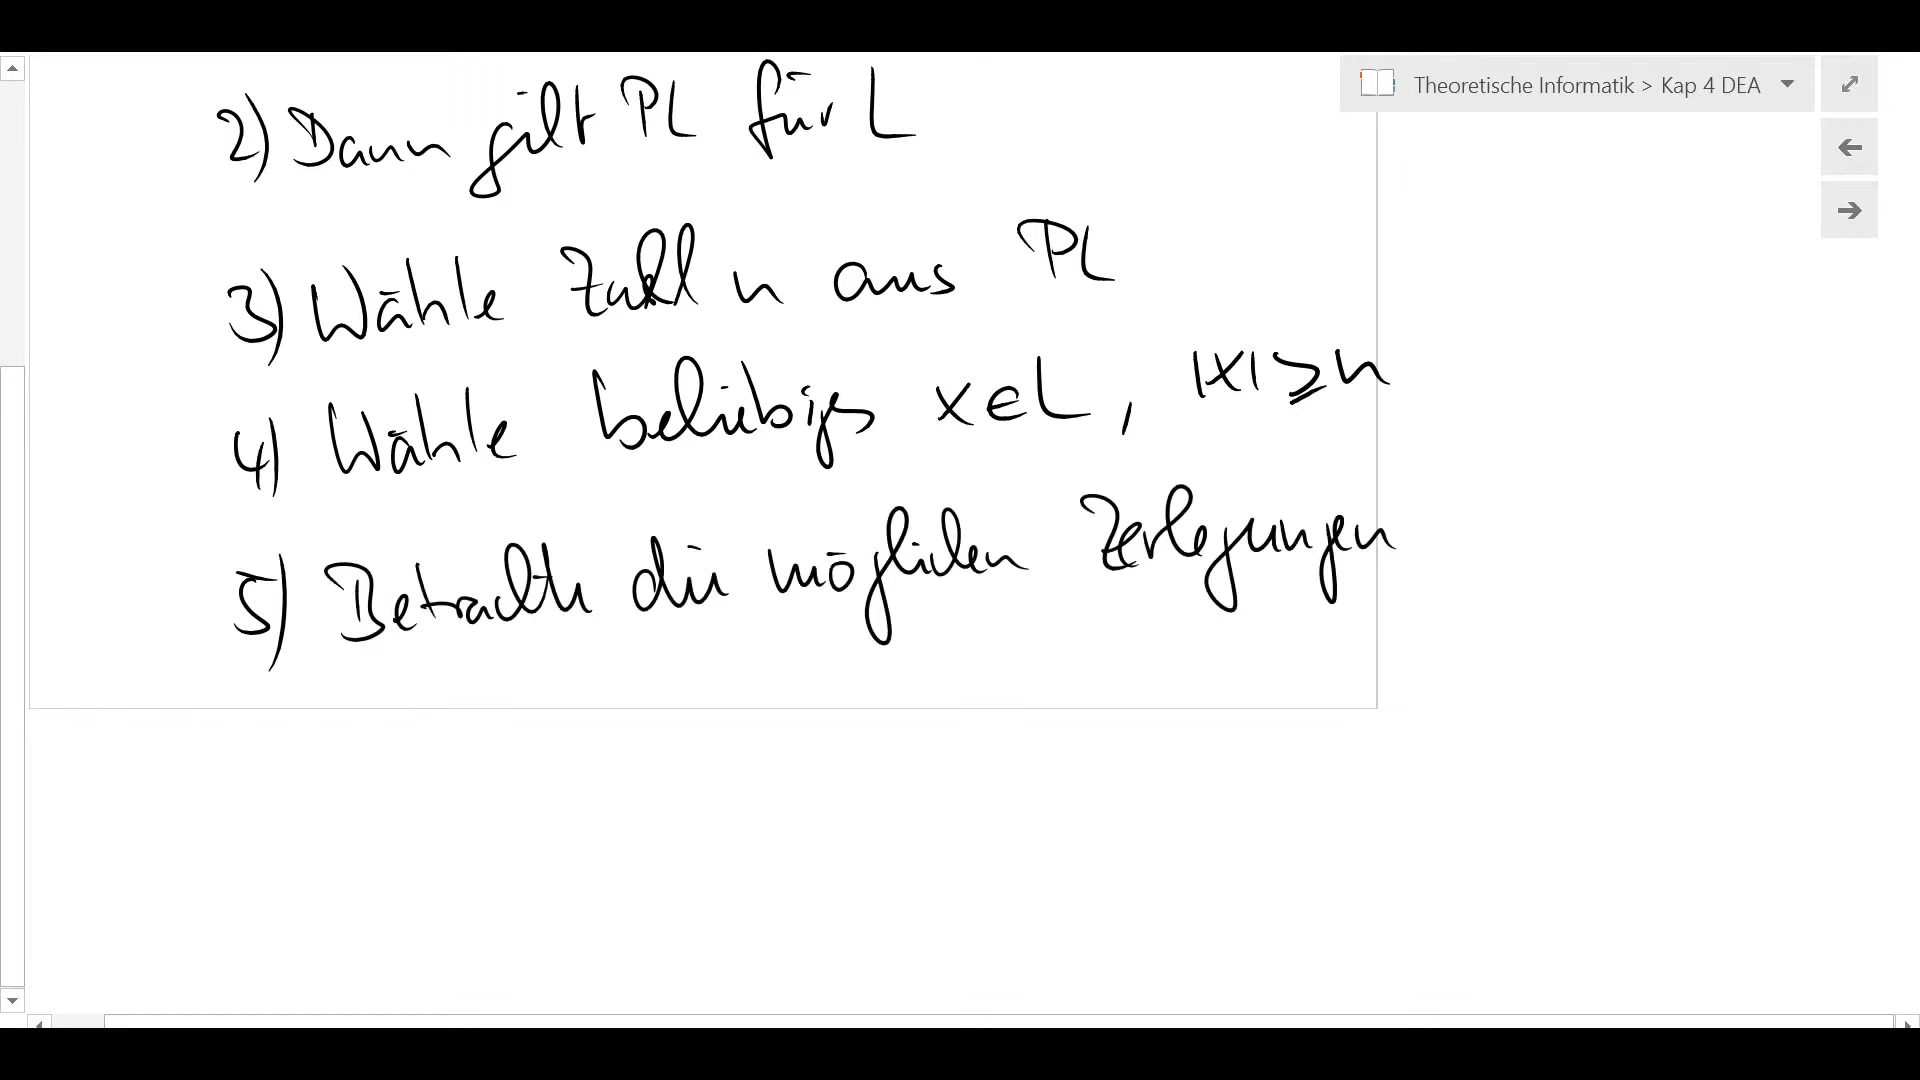 Theoretische Informatik > Kap 4 DEA
2) Dann gilt PL für L
3) Wähle Zahl n aus PL
4) Wähle beliebiges x∈L, |x| ≥ n
5) Betrachte die möglichen Zerlegungen